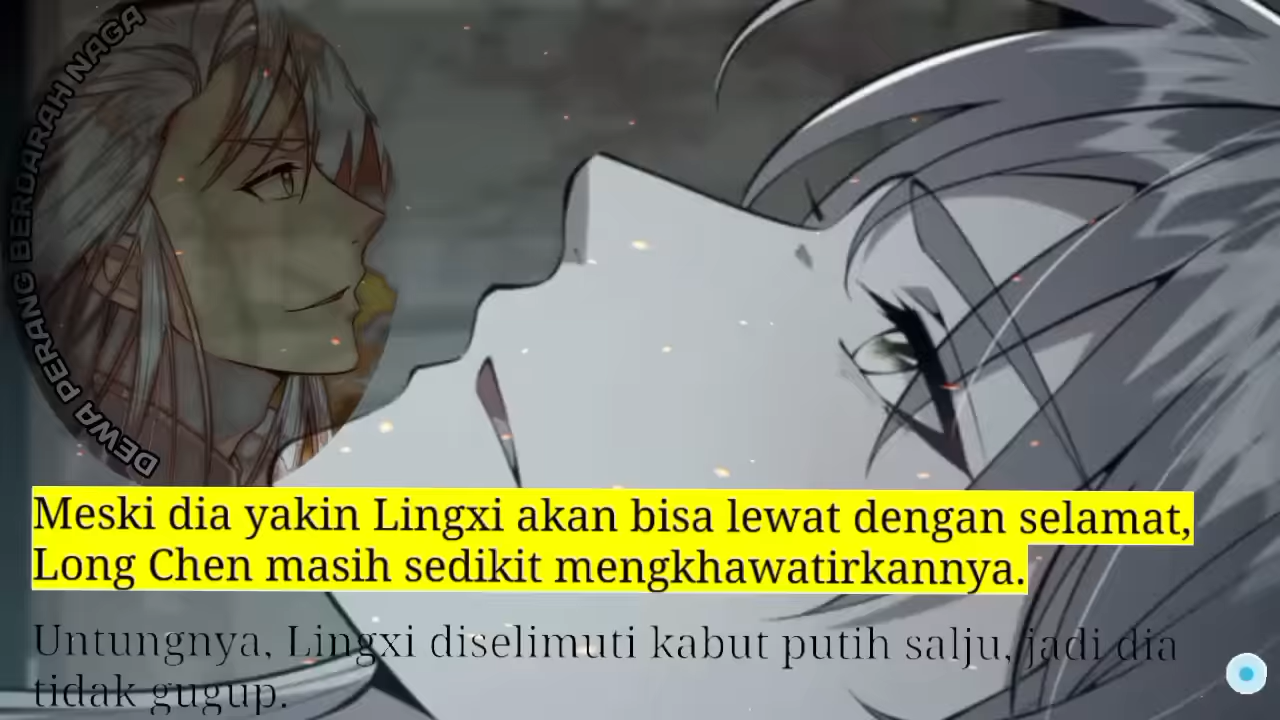 DEWA PERANG BERDARAH NAGA
Meski dia yakin Lingxi akan bisa lewat dengan selamat,
Long Chen masih sedikit mengkhawatirkannya.
Untungnya, Lingxi diselimuti kabut putih salju, jadi dia
tidak gugup.